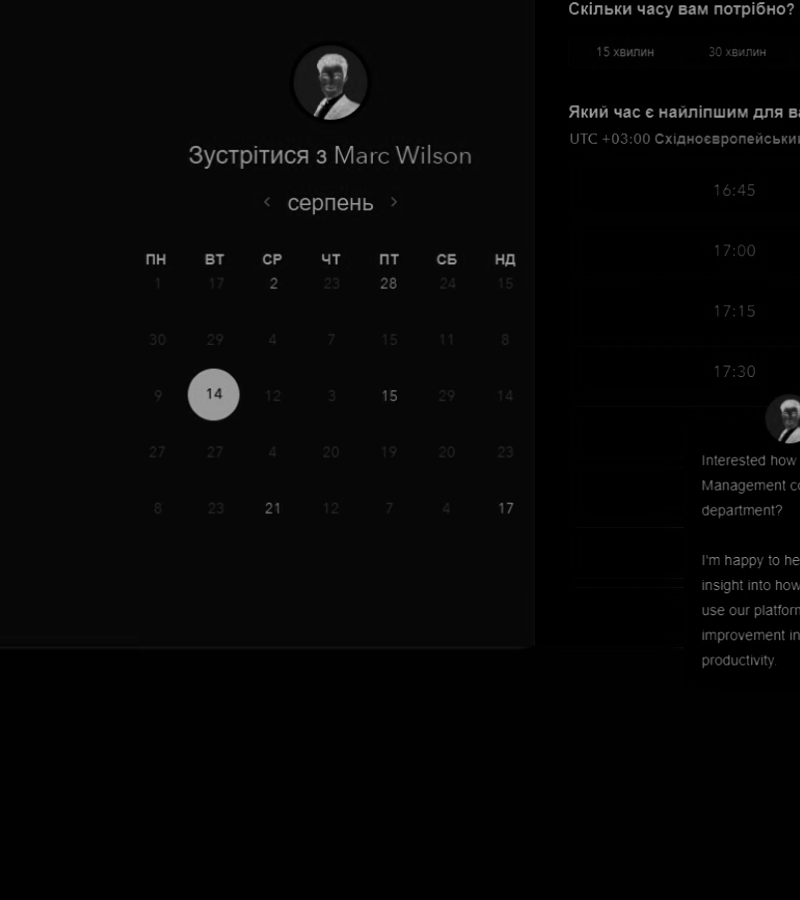 Зустрітися з Marc Wilson
‹ серпень ›
ПН ВТ СР ЧТ ПТ СБ НД
1 17 2 23 28 24 15
30 29 4 7 15 11 8
9 14 12 3 15 29 14
27 27 4 20 19 20 23
8 23 21 12 7 4 17
Скільки часу вам потрібно?
15 хвилин 30 хвилин
Який час є найліпшим для ва
UTC +03:00 Східноєвропейський
16:45
17:00
17:15
17:30
Interested how
Management co
department?
I'm happy to he
insight into how
use our platform
improvement in
productivity.